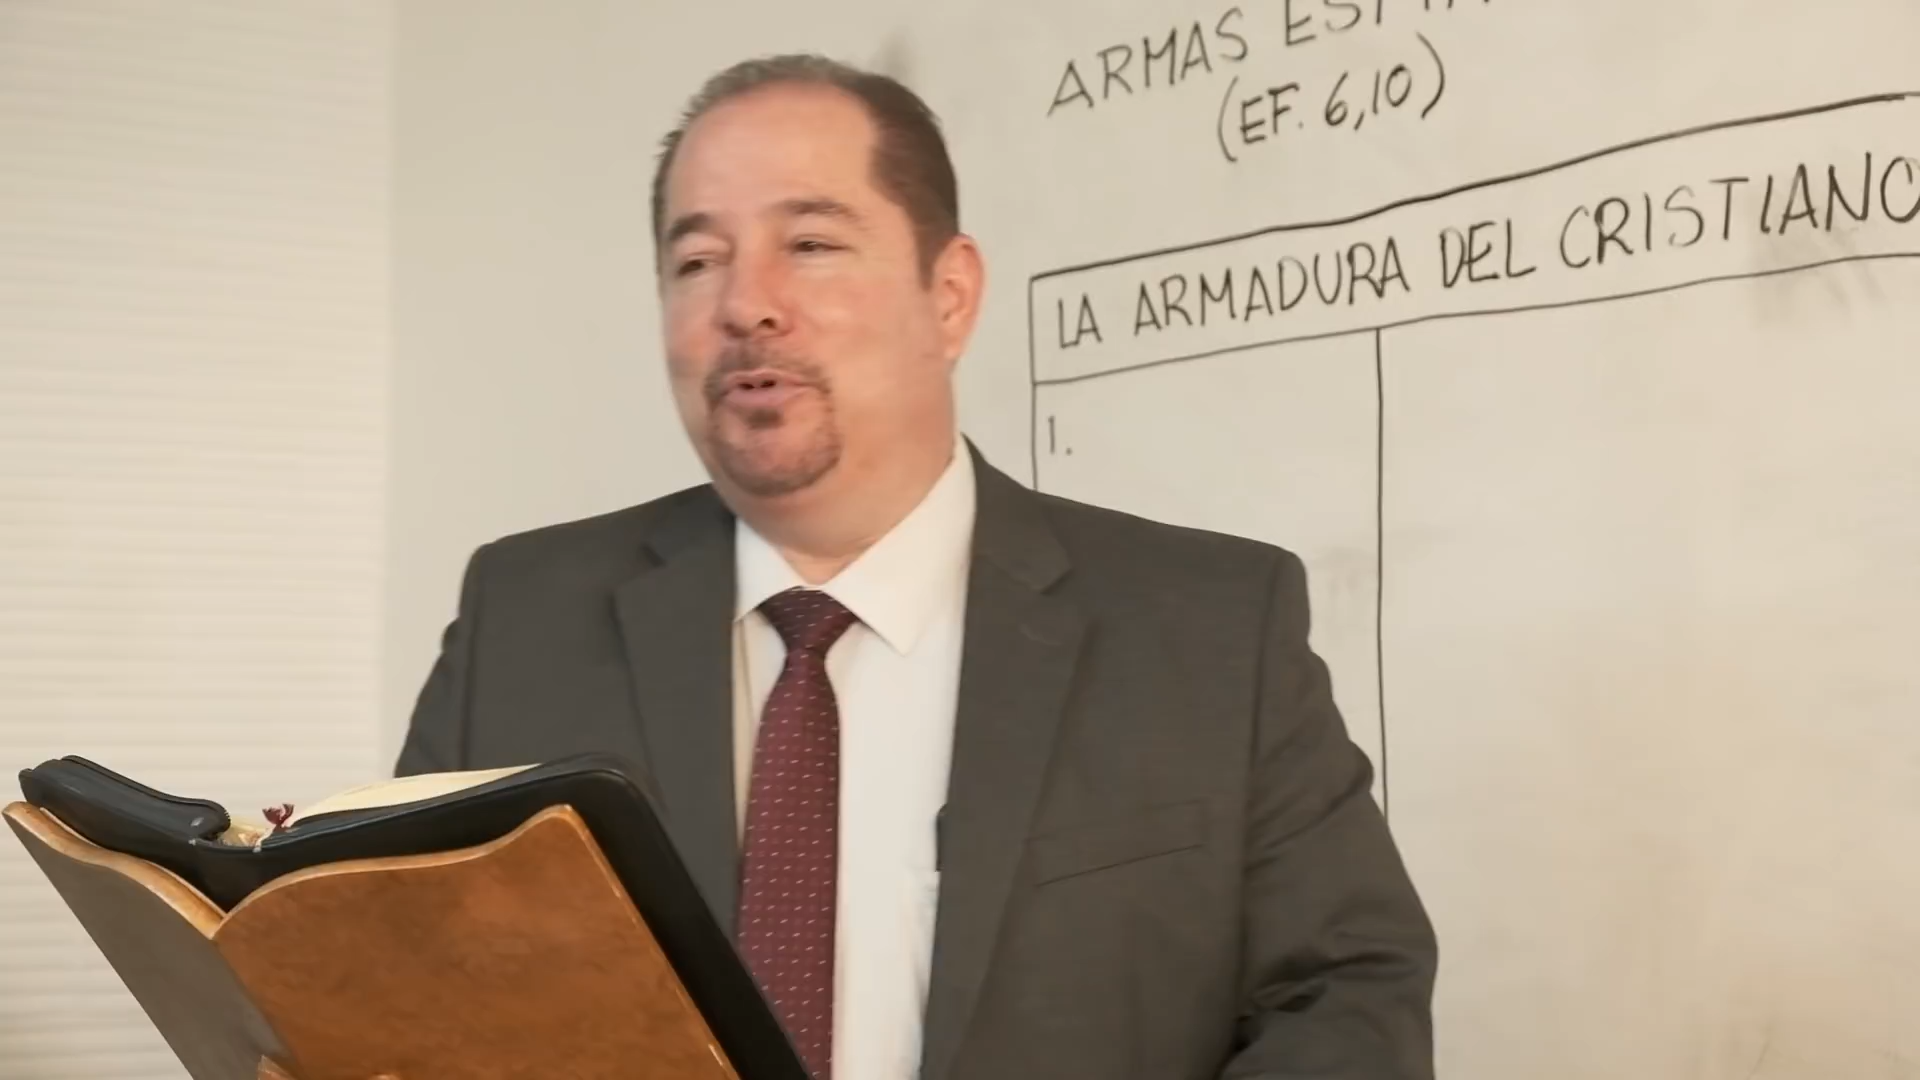 ARMAS
(EF. 6,10)
LA ARMADURA DEL CRISTIANO
1.